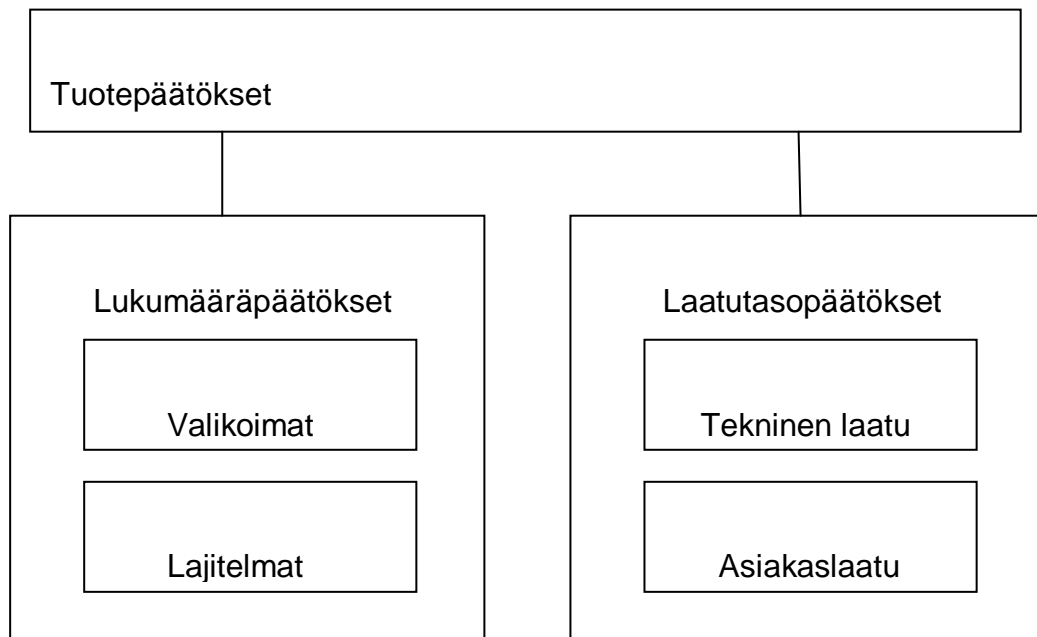 Tuotepäätökset
Lukumääräpäätökset
Valikoimat
Lajitelmat
Laatutasopäätökset
Tekninen laatu
Asiakaslaatu